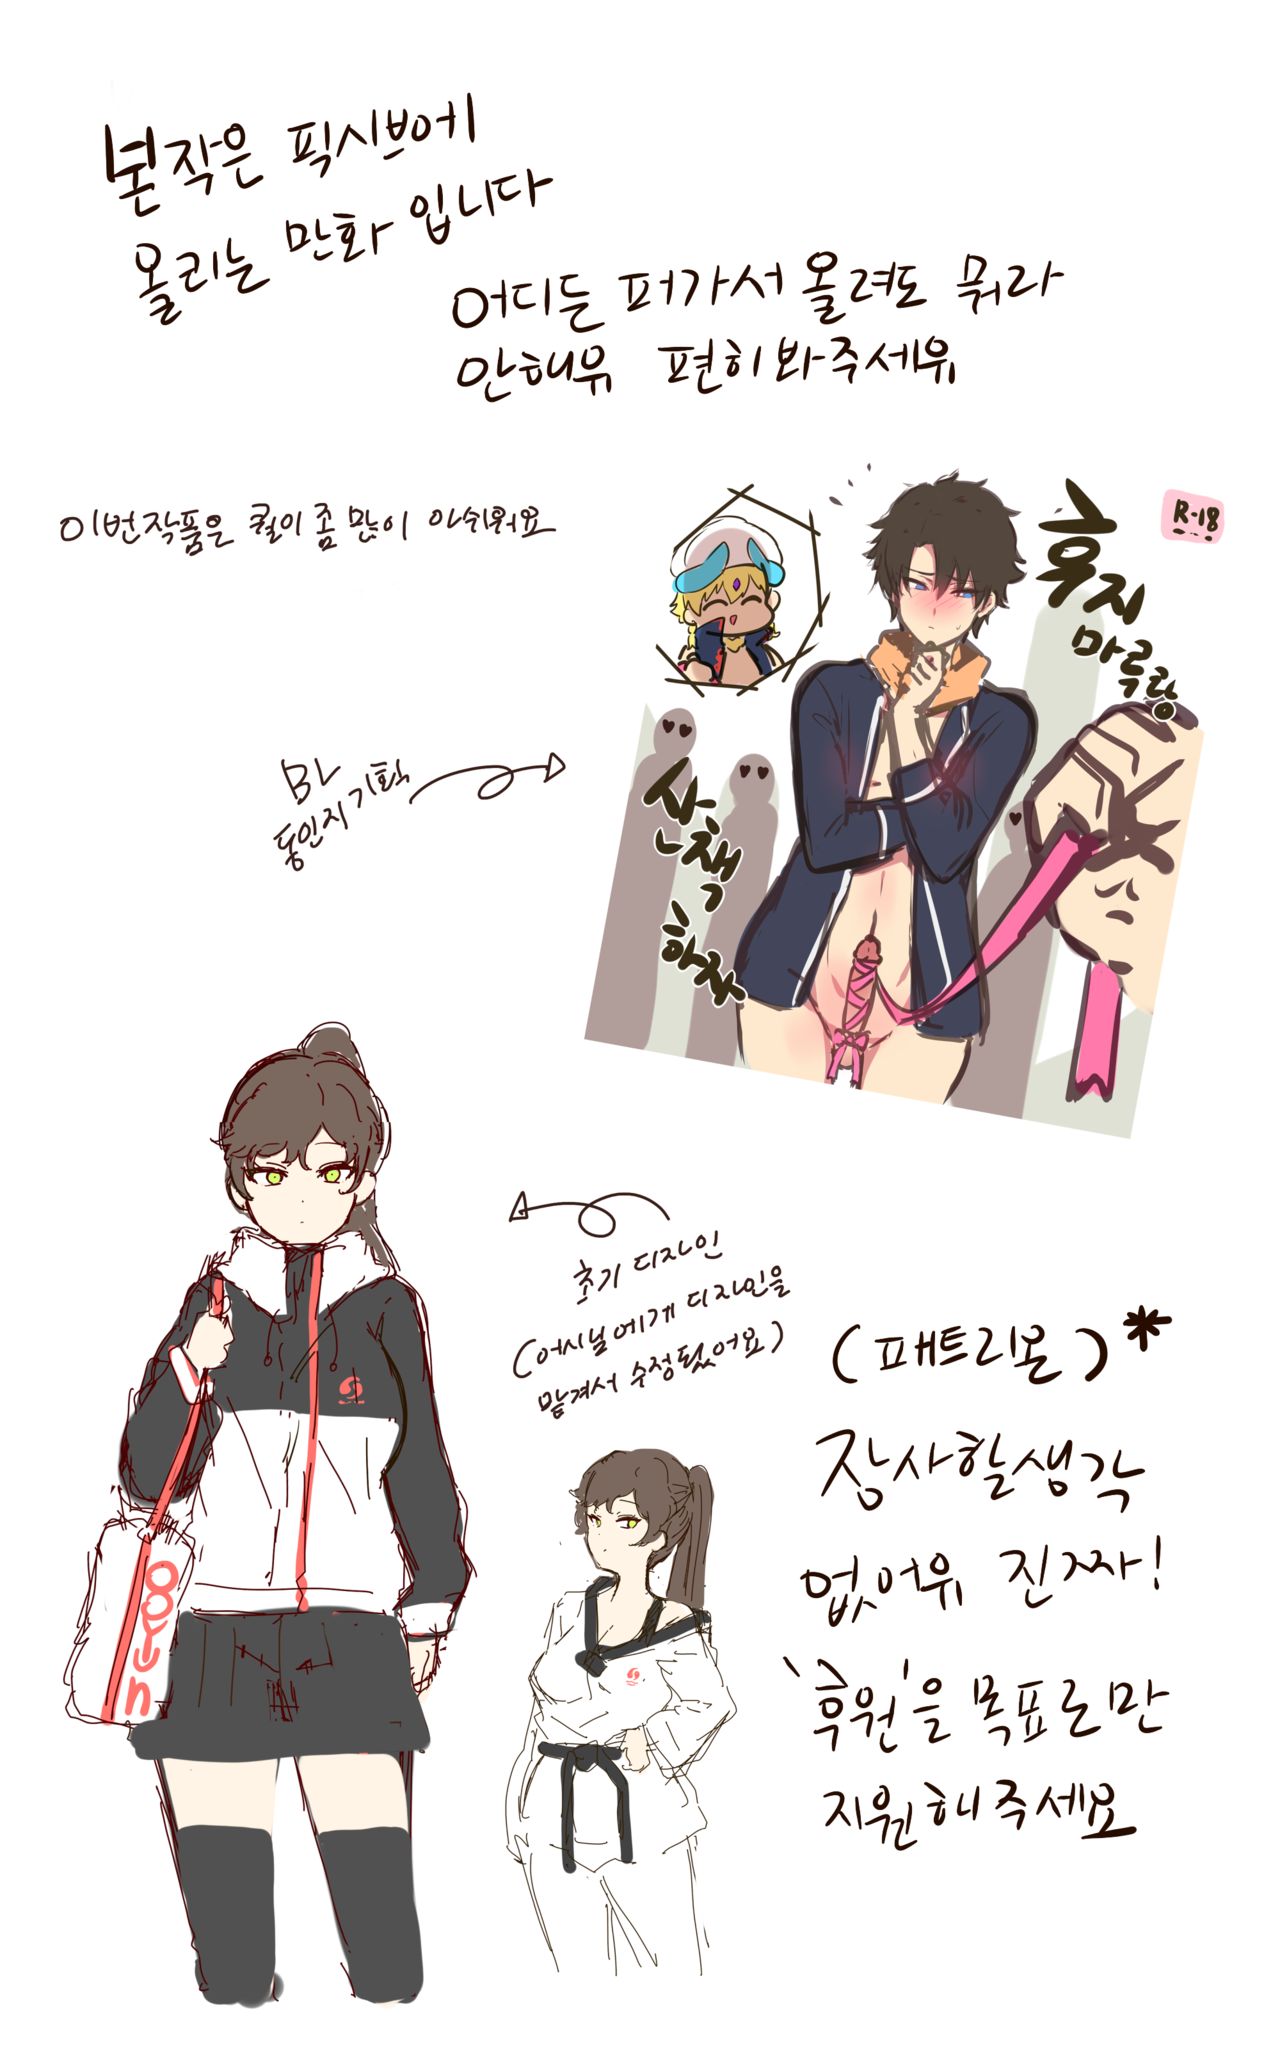 본작은 픽시브에
올리는 만화 입니다
어디든 퍼가서 올려도 뭐라
안해유 편히봐주세유
이번작품은 퀄이 좀 많이 아쉬워요
R-18
후지
마루랑
산책
하자
BL
동인지기획
초기 디자인
(어시님에게 디자인을
맡겨서 수정됬어요)
(패트리온)*
장사할생각
없어유 진짜!
'후원'을 목표로만
지원해주세요